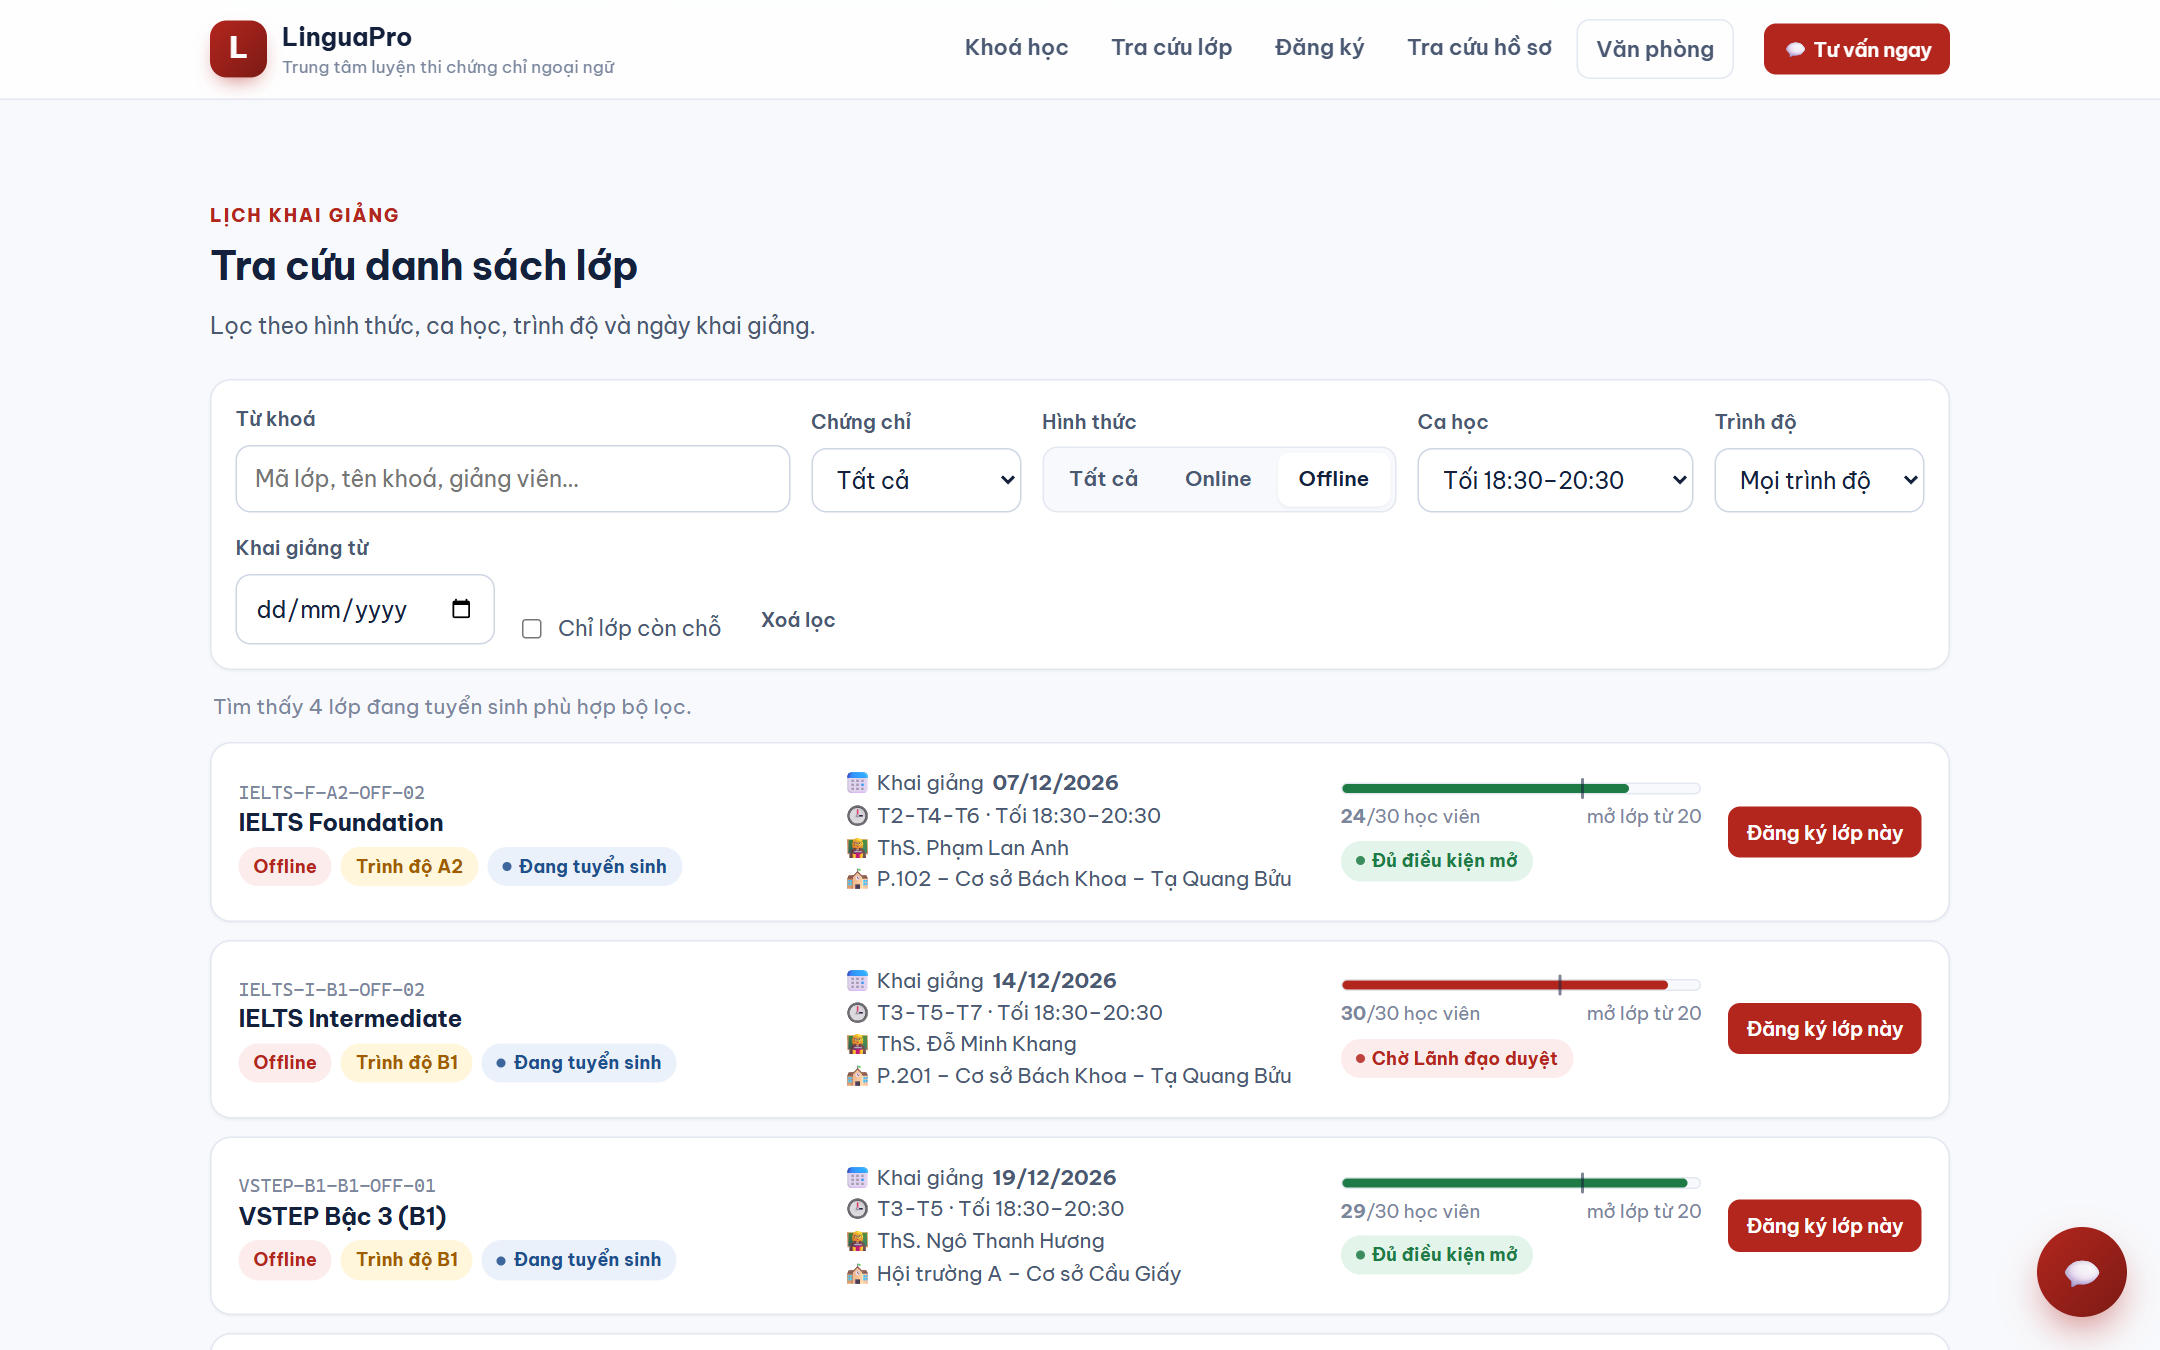 L
LinguaPro
Trung tâm luyện thi chứng chỉ ngoại ngữ
Khoá học
Tra cứu lớp
Đăng ký
Tra cứu hồ sơ
Văn phòng
Tư vấn ngay
LỊCH KHAI GIẢNG
Tra cứu danh sách lớp
Lọc theo hình thức, ca học, trình độ và ngày khai giảng.
Từ khoá
Mã lớp, tên khoá, giảng viên...
Chứng chỉ
Tất cả
Hình thức
Tất cả
Online
Offline
Ca học
Tối 18:30–20:30
Trình độ
Mọi trình độ
Khai giảng từ
dd/mm/yyyy
Chỉ lớp còn chỗ
Xoá lọc
Tìm thấy 4 lớp đang tuyển sinh phù hợp bộ lọc.
IELTS-F-A2-OFF-02
IELTS Foundation
Offline
Trình độ A2
Đang tuyển sinh
Khai giảng 07/12/2026
T2-T4-T6 · Tối 18:30–20:30
ThS. Phạm Lan Anh
P.102 – Cơ sở Bách Khoa – Tạ Quang Bửu
24/30 học viên
mở lớp từ 20
Đủ điều kiện mở
Đăng ký lớp này
IELTS-I-B1-OFF-02
IELTS Intermediate
Offline
Trình độ B1
Đang tuyển sinh
Khai giảng 14/12/2026
T3-T5-T7 · Tối 18:30–20:30
ThS. Đỗ Minh Khang
P.201 – Cơ sở Bách Khoa – Tạ Quang Bửu
30/30 học viên
mở lớp từ 20
Chờ Lãnh đạo duyệt
Đăng ký lớp này
VSTEP-B1-B1-OFF-01
VSTEP Bậc 3 (B1)
Offline
Trình độ B1
Đang tuyển sinh
Khai giảng 19/12/2026
T3-T5 · Tối 18:30–20:30
ThS. Ngô Thanh Hương
Hội trường A – Cơ sở Cầu Giấy
29/30 học viên
mở lớp từ 20
Đủ điều kiện mở
Đăng ký lớp này